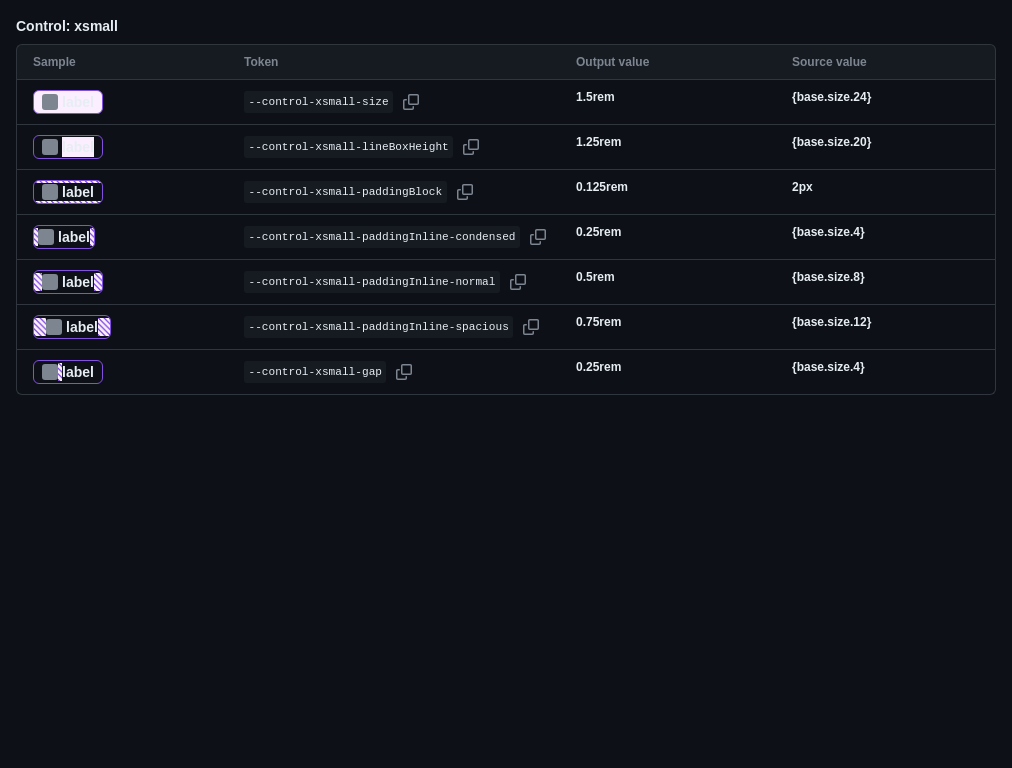 Control: xsmall
Sample Token Output value Source value
label --control-xsmall-size 1.5rem {base.size.24}
label --control-xsmall-lineBoxHeight 1.25rem {base.size.20}
label --control-xsmall-paddingBlock 0.125rem 2px
label --control-xsmall-paddingInline-condensed 0.25rem {base.size.4}
label --control-xsmall-paddingInline-normal 0.5rem {base.size.8}
label --control-xsmall-paddingInline-spacious 0.75rem {base.size.12}
label --control-xsmall-gap 0.25rem {base.size.4}